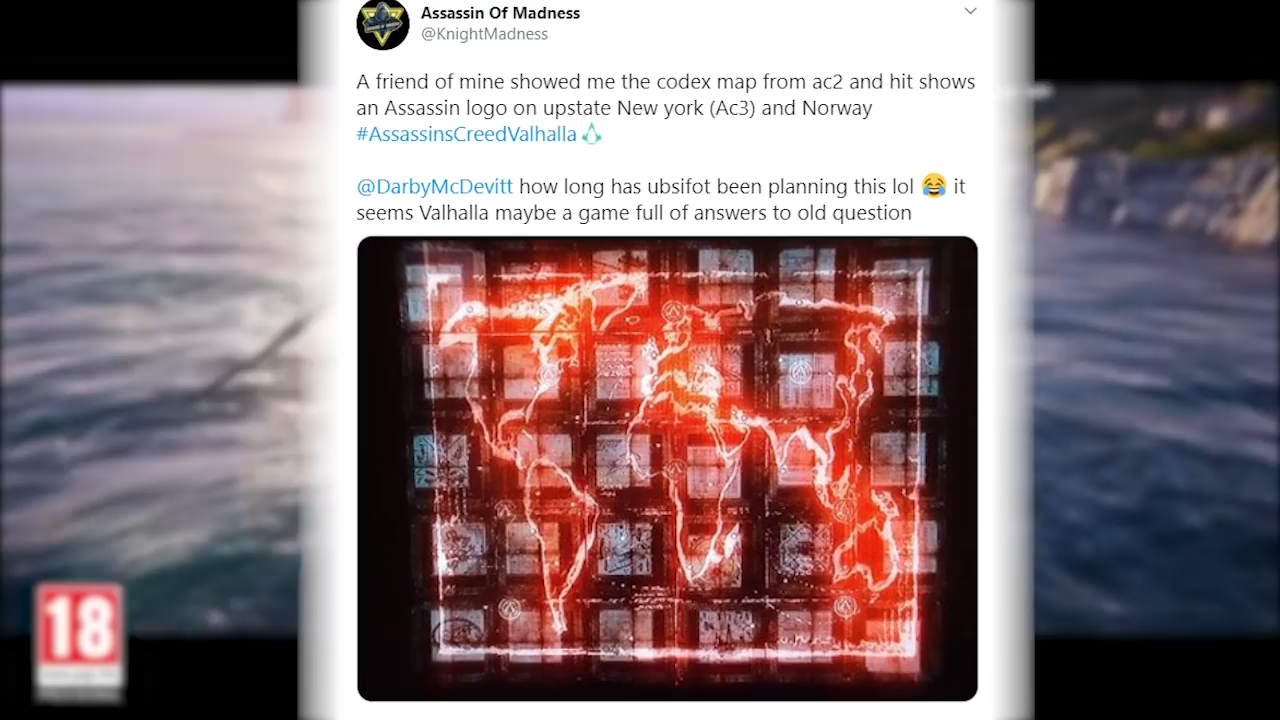 Assassin Of Madness
@KnightMadness
A friend of mine showed me the codex map from ac2 and hit shows
an Assassin logo on upstate New york (Ac3) and Norway
#AssassinsCreedValhalla
@DarbyMcDevitt how long has ubsifot been planning this lol 😂 it
seems Valhalla maybe a game full of answers to old question
18